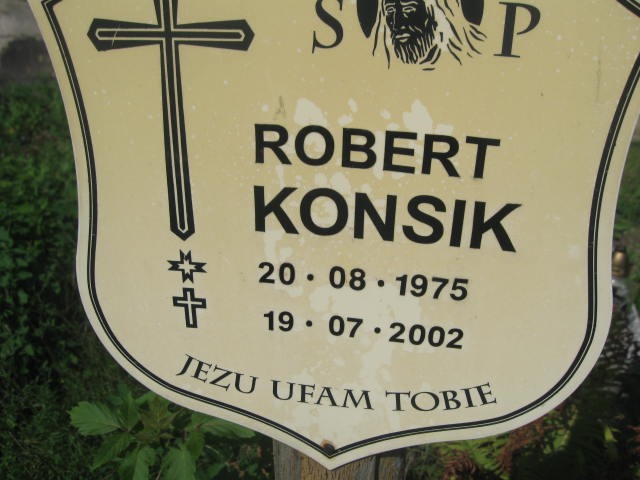 S P
ROBERT
KONSIK
20 · 08 · 1975
19 · 07 · 2002
JEZU UFAM TOBIE